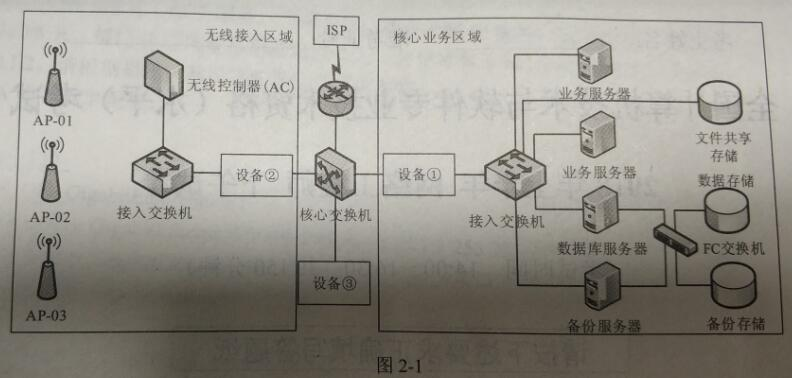 无线接入区域
ISP
核心业务区域
无线控制器(AC)
业务服务器
AP-01
文件共享
存储
业务服务器
设备②
设备①
数据存储
AP-02
接入交换机
核心交换机
接入交换机
数据库服务器
FC交换机
设备③
AP-03
备份服务器
备份存储
图 2-1